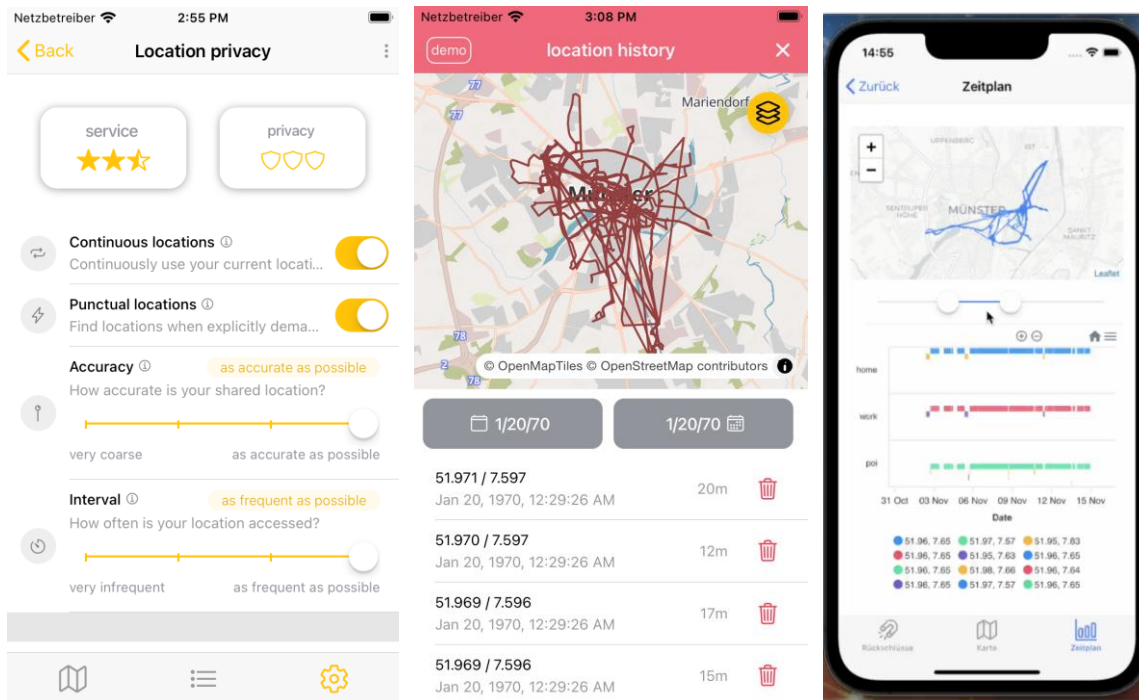 Netzbetreiber 2:55 PM
Back Location privacy
service
privacy
Continuous locations
Continuously use your current locati...
Punctual locations
Find locations when explicitly dema...
Accuracy as accurate as possible
How accurate is your shared location?
very coarse as accurate as possible
Interval as frequent as possible
How often is your location accessed?
very infrequent as frequent as possible
Netzbetreiber 3:08 PM
demo location history
77
77
Mariendorf
Münster
78
2
78
© OpenMapTiles © OpenStreetMap contributors
1/20/70 1/20/70
51.971 / 7.597
Jan 20, 1970, 12:29:26 AM 20m
51.970 / 7.597
Jan 20, 1970, 12:29:26 AM 12m
51.969 / 7.596
Jan 20, 1970, 12:29:26 AM 17m
51.969 / 7.596
Jan 20, 1970, 12:29:26 AM 15m
14:55
Zurück Zeitplan
+
−
MÜNSTER
SANKT
MAURITZ
Leaflet
home
work
poi
31 Oct 03 Nov 06 Nov 09 Nov 12 Nov 15 Nov
Date
51.96, 7.65 51.97, 7.57 51.95, 7.63
51.96, 7.65 51.95, 7.63 51.96, 7.65
51.96, 7.65 51.98, 7.66 51.96, 7.64
51.96, 7.65 51.97, 7.57 51.96, 7.65
Rückschlüsse Karte Zeitplan